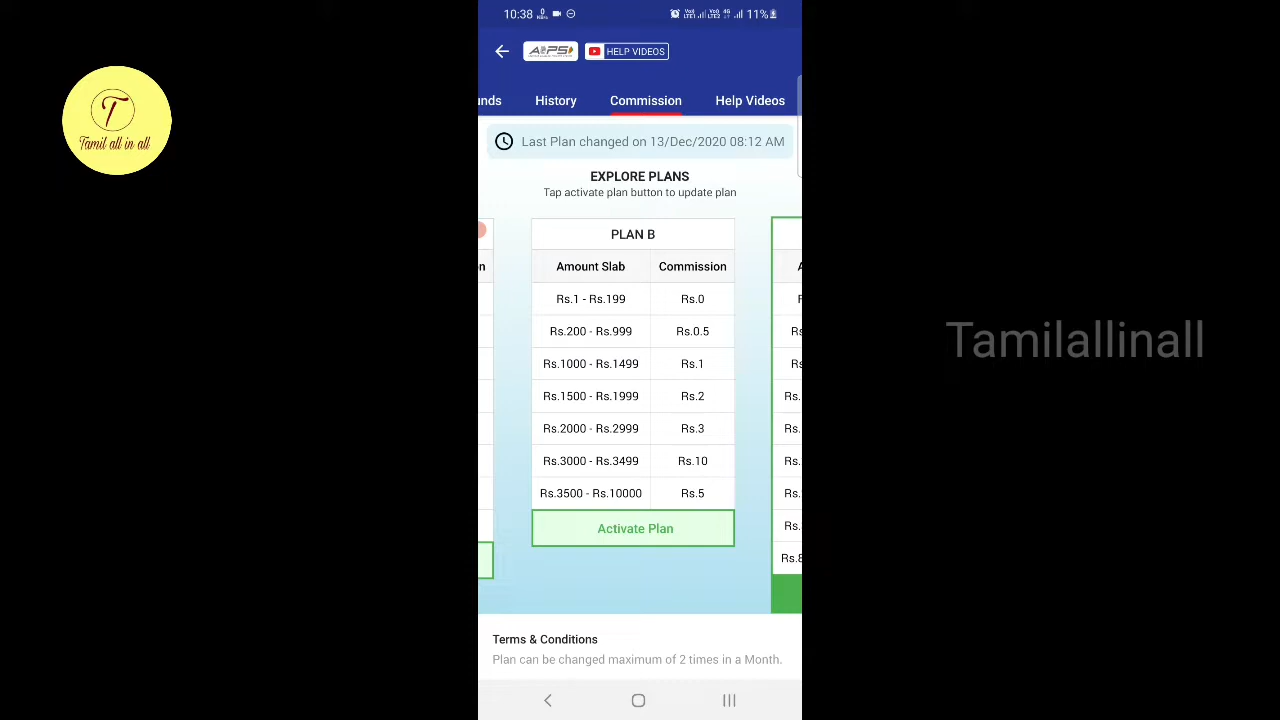 10:38
11%
AePS
HELP VIDEOS
unds
History
Commission
Help Videos
T
Tamil all in all
Last Plan changed on 13/Dec/2020 08:12 AM
EXPLORE PLANS
Tap activate plan button to update plan
PLAN B
Amount Slab
Commission
Rs.1 - Rs.199
Rs.0
Rs.200 - Rs.999
Rs.0.5
Rs.1000 - Rs.1499
Rs.1
Rs.1500 - Rs.1999
Rs.2
Rs.2000 - Rs.2999
Rs.3
Rs.3000 - Rs.3499
Rs.10
Rs.3500 - Rs.10000
Rs.5
Activate Plan
Tamilallinall
Terms & Conditions
Plan can be changed maximum of 2 times in a Month.